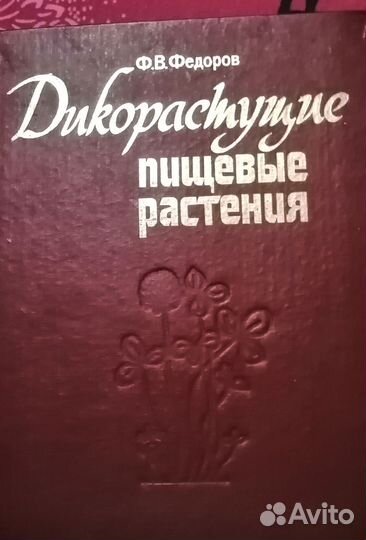 Ф.В.Федоров
Дикорастущие
пищевые
растения
Avito